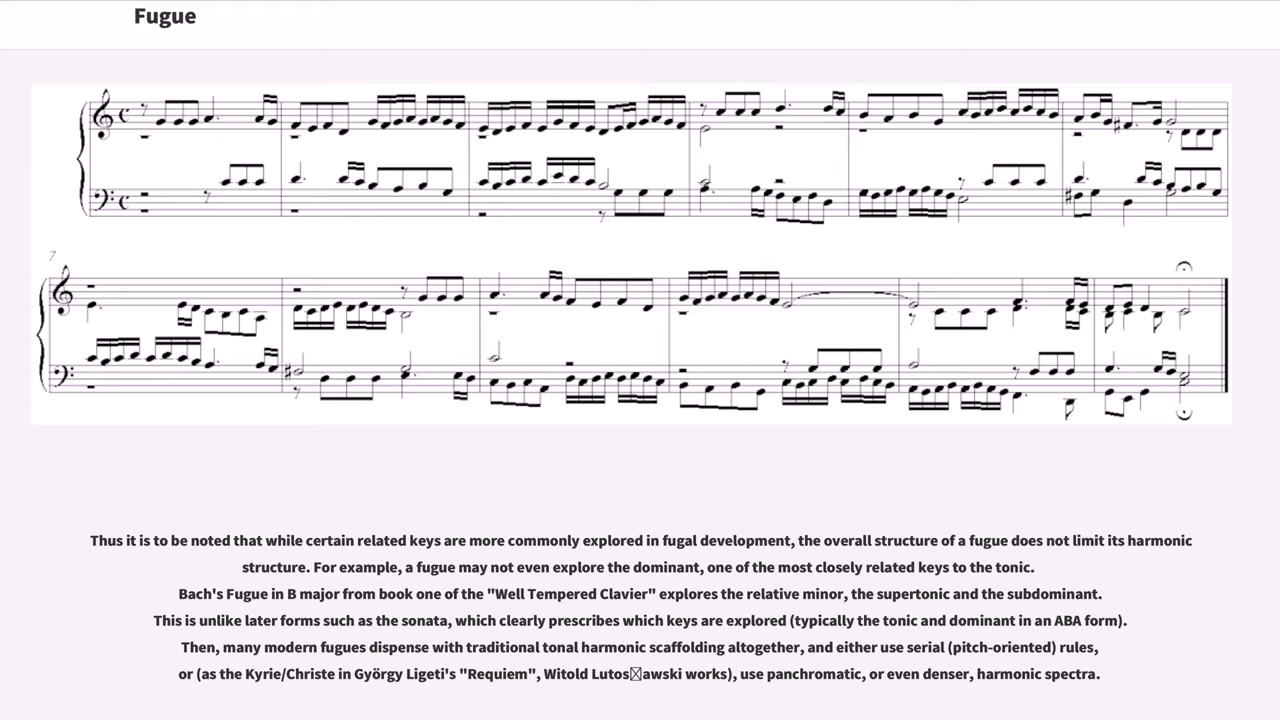 Fugue
7
Thus it is to be noted that while certain related keys are more commonly explored in fugal development, the overall structure of a fugue does not limit its harmonic
structure. For example, a fugue may not even explore the dominant, one of the most closely related keys to the tonic.
Bach's Fugue in B major from book one of the "Well Tempered Clavier" explores the relative minor, the supertonic and the subdominant.
This is unlike later forms such as the sonata, which clearly prescribes which keys are explored (typically the tonic and dominant in an ABA form).
Then, many modern fugues dispense with traditional tonal harmonic scaffolding altogether, and either use serial (pitch-oriented) rules,
or (as the Kyrie/Christe in György Ligeti's "Requiem", Witold Lutos□awski works), use panchromatic, or even denser, harmonic spectra.